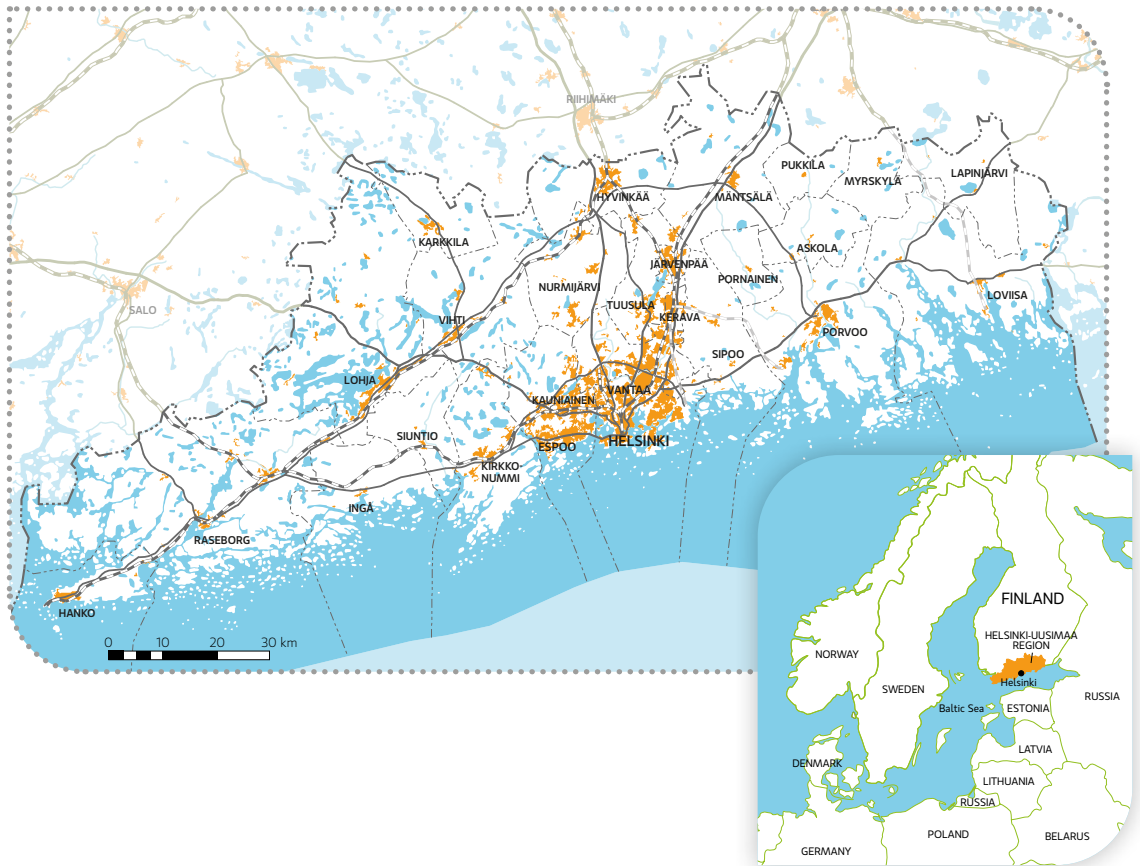 RIIHIMÄKI
PUKKILA
LAPINJÄRVI
MYRSKYLÄ
HYVINKÄÄ
MÄNTSÄLÄ
KARKKILA
ASKOLA
JÄRVENPÄÄ
PORNAINEN
NURMIJÄRVI
LOVIISA
TUUSULA
SALO
KERAVA
VIHTI
PORVOO
SIPOO
LOHJA
VANTAA
KAUNIAINEN
SIUNTIO
HELSINKI
ESPOO
KIRKKO-
NUMMI
INGÅ
RASEBORG
HANKO
0 10 20 30 km
FINLAND
HELSINKI-UUSIMAA
REGION
NORWAY
Helsinki
SWEDEN
RUSSIA
Baltic Sea
ESTONIA
LATVIA
DENMARK
LITHUANIA
RUSSIA
POLAND
BELARUS
GERMANY